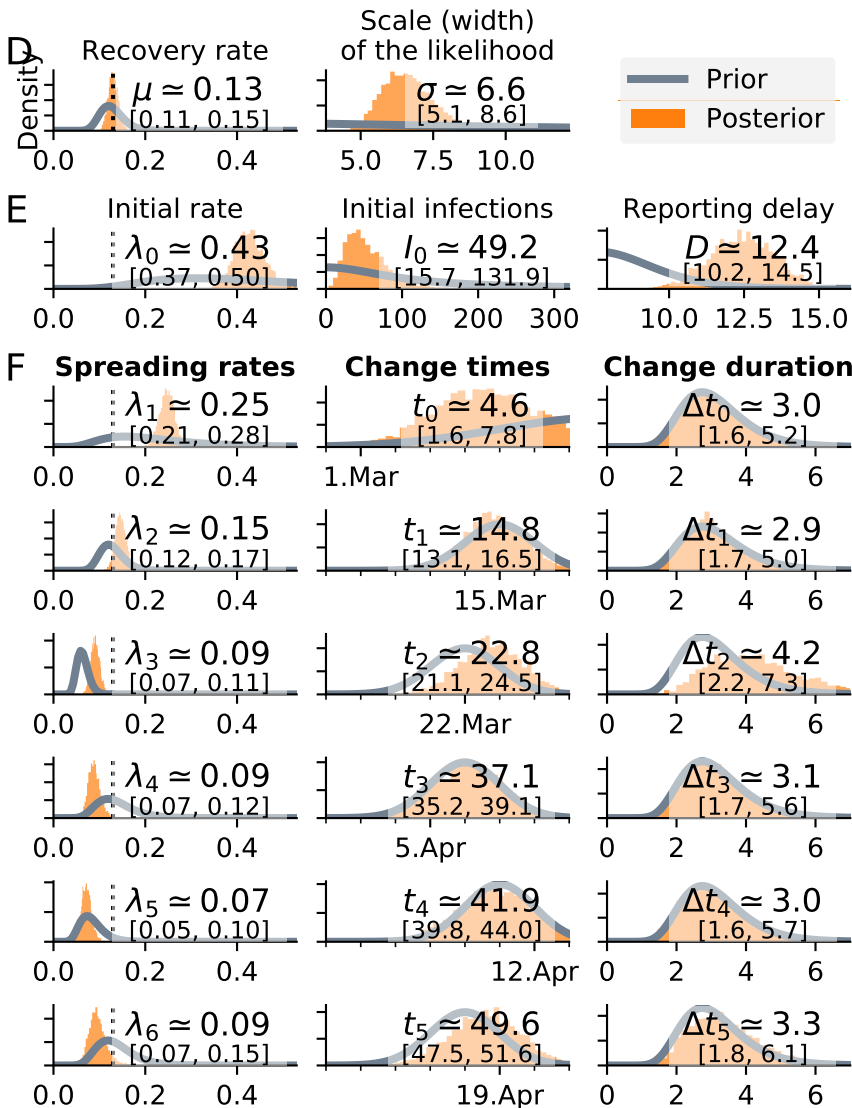 D
Recovery rate
Scale (width)
of the likelihood
Density
μ ≃ 0.13
[0.11, 0.15]
0.0 0.2 0.4
σ ≃ 6.6
[5.1, 8.6]
5.0 7.5 10.0
Prior
Posterior
E
Initial rate
λ0 ≃ 0.43
[0.37, 0.50]
0.0 0.2 0.4
Initial infections
I0 ≃ 49.2
[15.7, 131.9]
0 100 200 300
Reporting delay
D ≃ 12.4
[10.2, 14.5]
10.0 12.5 15.0
F
Spreading rates Change times Change duration
λ1 ≃ 0.25 t0 ≃ 4.6 Δt0 ≃ 3.0
[0.21, 0.28] [1.6, 7.8] [1.6, 5.2]
0.0 0.2 0.4 1.Mar 0 2 4 6
λ2 ≃ 0.15 t1 ≃ 14.8 Δt1 ≃ 2.9
[0.12, 0.17] [13.1, 16.5] [1.7, 5.0]
0.0 0.2 0.4 15.Mar 0 2 4 6
λ3 ≃ 0.09 t2 ≃ 22.8 Δt2 ≃ 4.2
[0.07, 0.11] [21.1, 24.5] [2.2, 7.3]
0.0 0.2 0.4 22.Mar 0 2 4 6
λ4 ≃ 0.09 t3 ≃ 37.1 Δt3 ≃ 3.1
[0.07, 0.12] [35.2, 39.1] [1.7, 5.6]
0.0 0.2 0.4 5.Apr 0 2 4 6
λ5 ≃ 0.07 t4 ≃ 41.9 Δt4 ≃ 3.0
[0.05, 0.10] [39.8, 44.0] [1.6, 5.7]
0.0 0.2 0.4 12.Apr 0 2 4 6
λ6 ≃ 0.09 t5 ≃ 49.6 Δt5 ≃ 3.3
[0.07, 0.15] [47.5, 51.6] [1.8, 6.1]
0.0 0.2 0.4 19.Apr 0 2 4 6